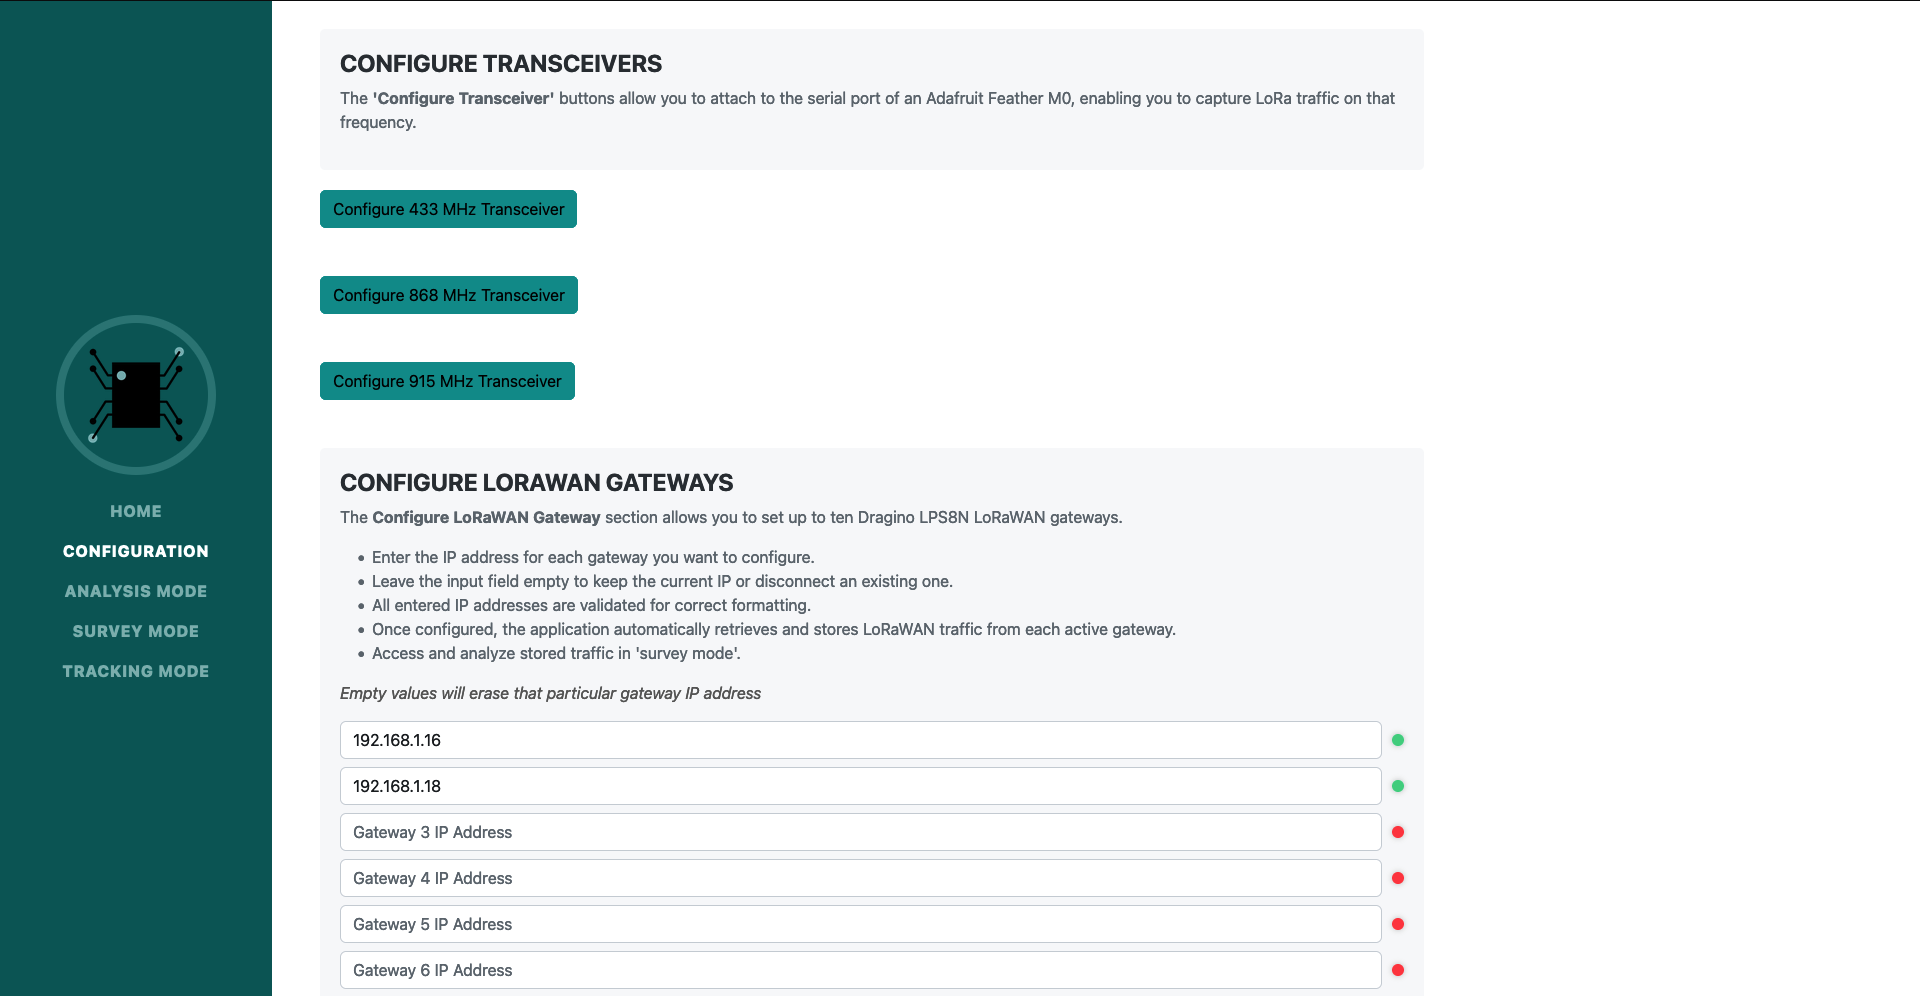 HOME
CONFIGURATION
ANALYSIS MODE
SURVEY MODE
TRACKING MODE
CONFIGURE TRANSCEIVERS
The 'Configure Transceiver' buttons allow you to attach to the serial port of an Adafruit Feather M0, enabling you to capture LoRa traffic on that
frequency.
Configure 433 MHz Transceiver
Configure 868 MHz Transceiver
Configure 915 MHz Transceiver
CONFIGURE LORAWAN GATEWAYS
The Configure LoRaWAN Gateway section allows you to set up to ten Dragino LPS8N LoRaWAN gateways.
• Enter the IP address for each gateway you want to configure.
• Leave the input field empty to keep the current IP or disconnect an existing one.
• All entered IP addresses are validated for correct formatting.
• Once configured, the application automatically retrieves and stores LoRaWAN traffic from each active gateway.
• Access and analyze stored traffic in 'survey mode'.
Empty values will erase that particular gateway IP address
192.168.1.16
192.168.1.18
Gateway 3 IP Address
Gateway 4 IP Address
Gateway 5 IP Address
Gateway 6 IP Address